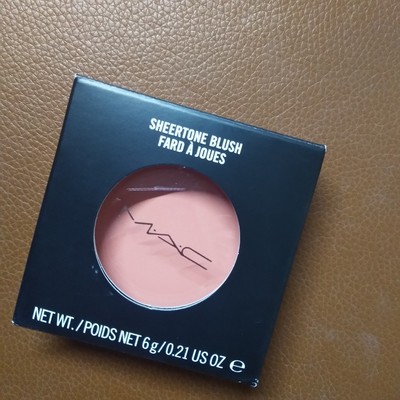 SHEERTONE BLUSH
FARD À JOUES
M·A·C
NET WT./POIDS NET 6 g/0.21 US OZ ℮